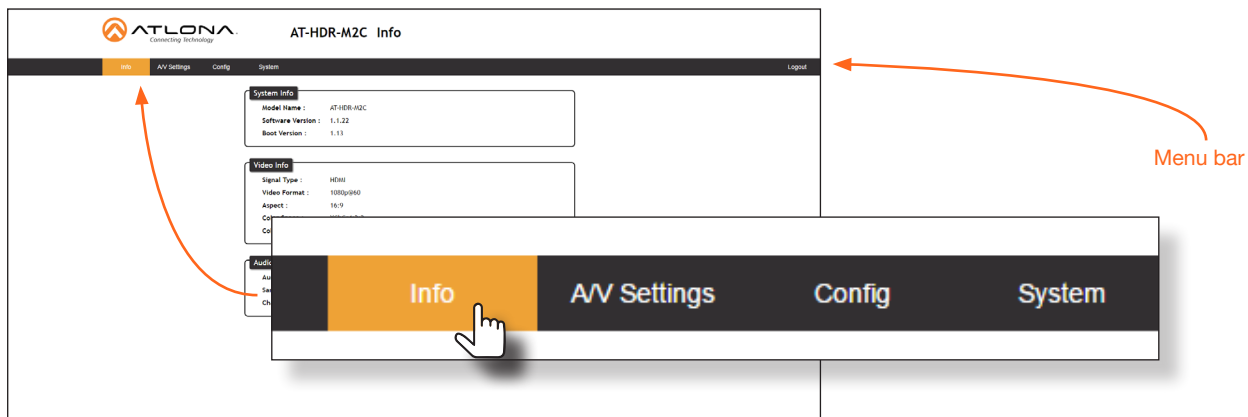 ATLONA
Connecting Technology
AT-HDR-M2C Info
Info A/V Settings Config System Logout
Menu bar
System Info
Model Name : AT-HDR-M2C
Software Version : 1.1.22
Boot Version : 1.13
Video Info
Signal Type : HDMI
Video Format : 1080p@60
Aspect : 16:9
Info A/V Settings Config System